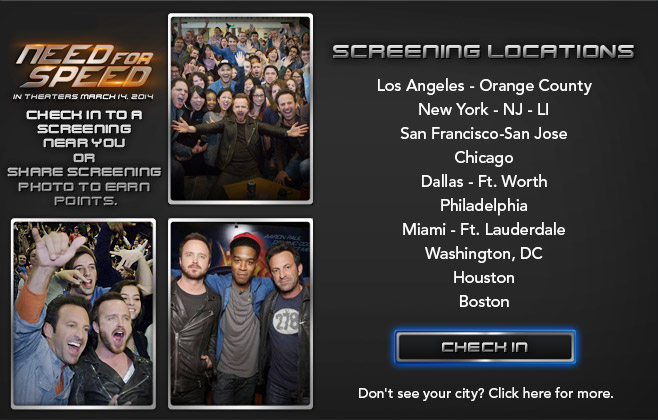 NEED FOR
SPEED
IN THEATERS MARCH 14, 2014
CHECK IN TO A
SCREENING
NEAR YOU
OR
SHARE SCREENING
PHOTO TO EARN
POINTS.
AARON PAUL
278
SCREENING LOCATIONS
Los Angeles - Orange County
New York - NJ - LI
San Francisco-San Jose
Chicago
Dallas - Ft. Worth
Philadelphia
Miami - Ft. Lauderdale
Washington, DC
Houston
Boston
CHECK IN
Don't see your city? Click here for more.